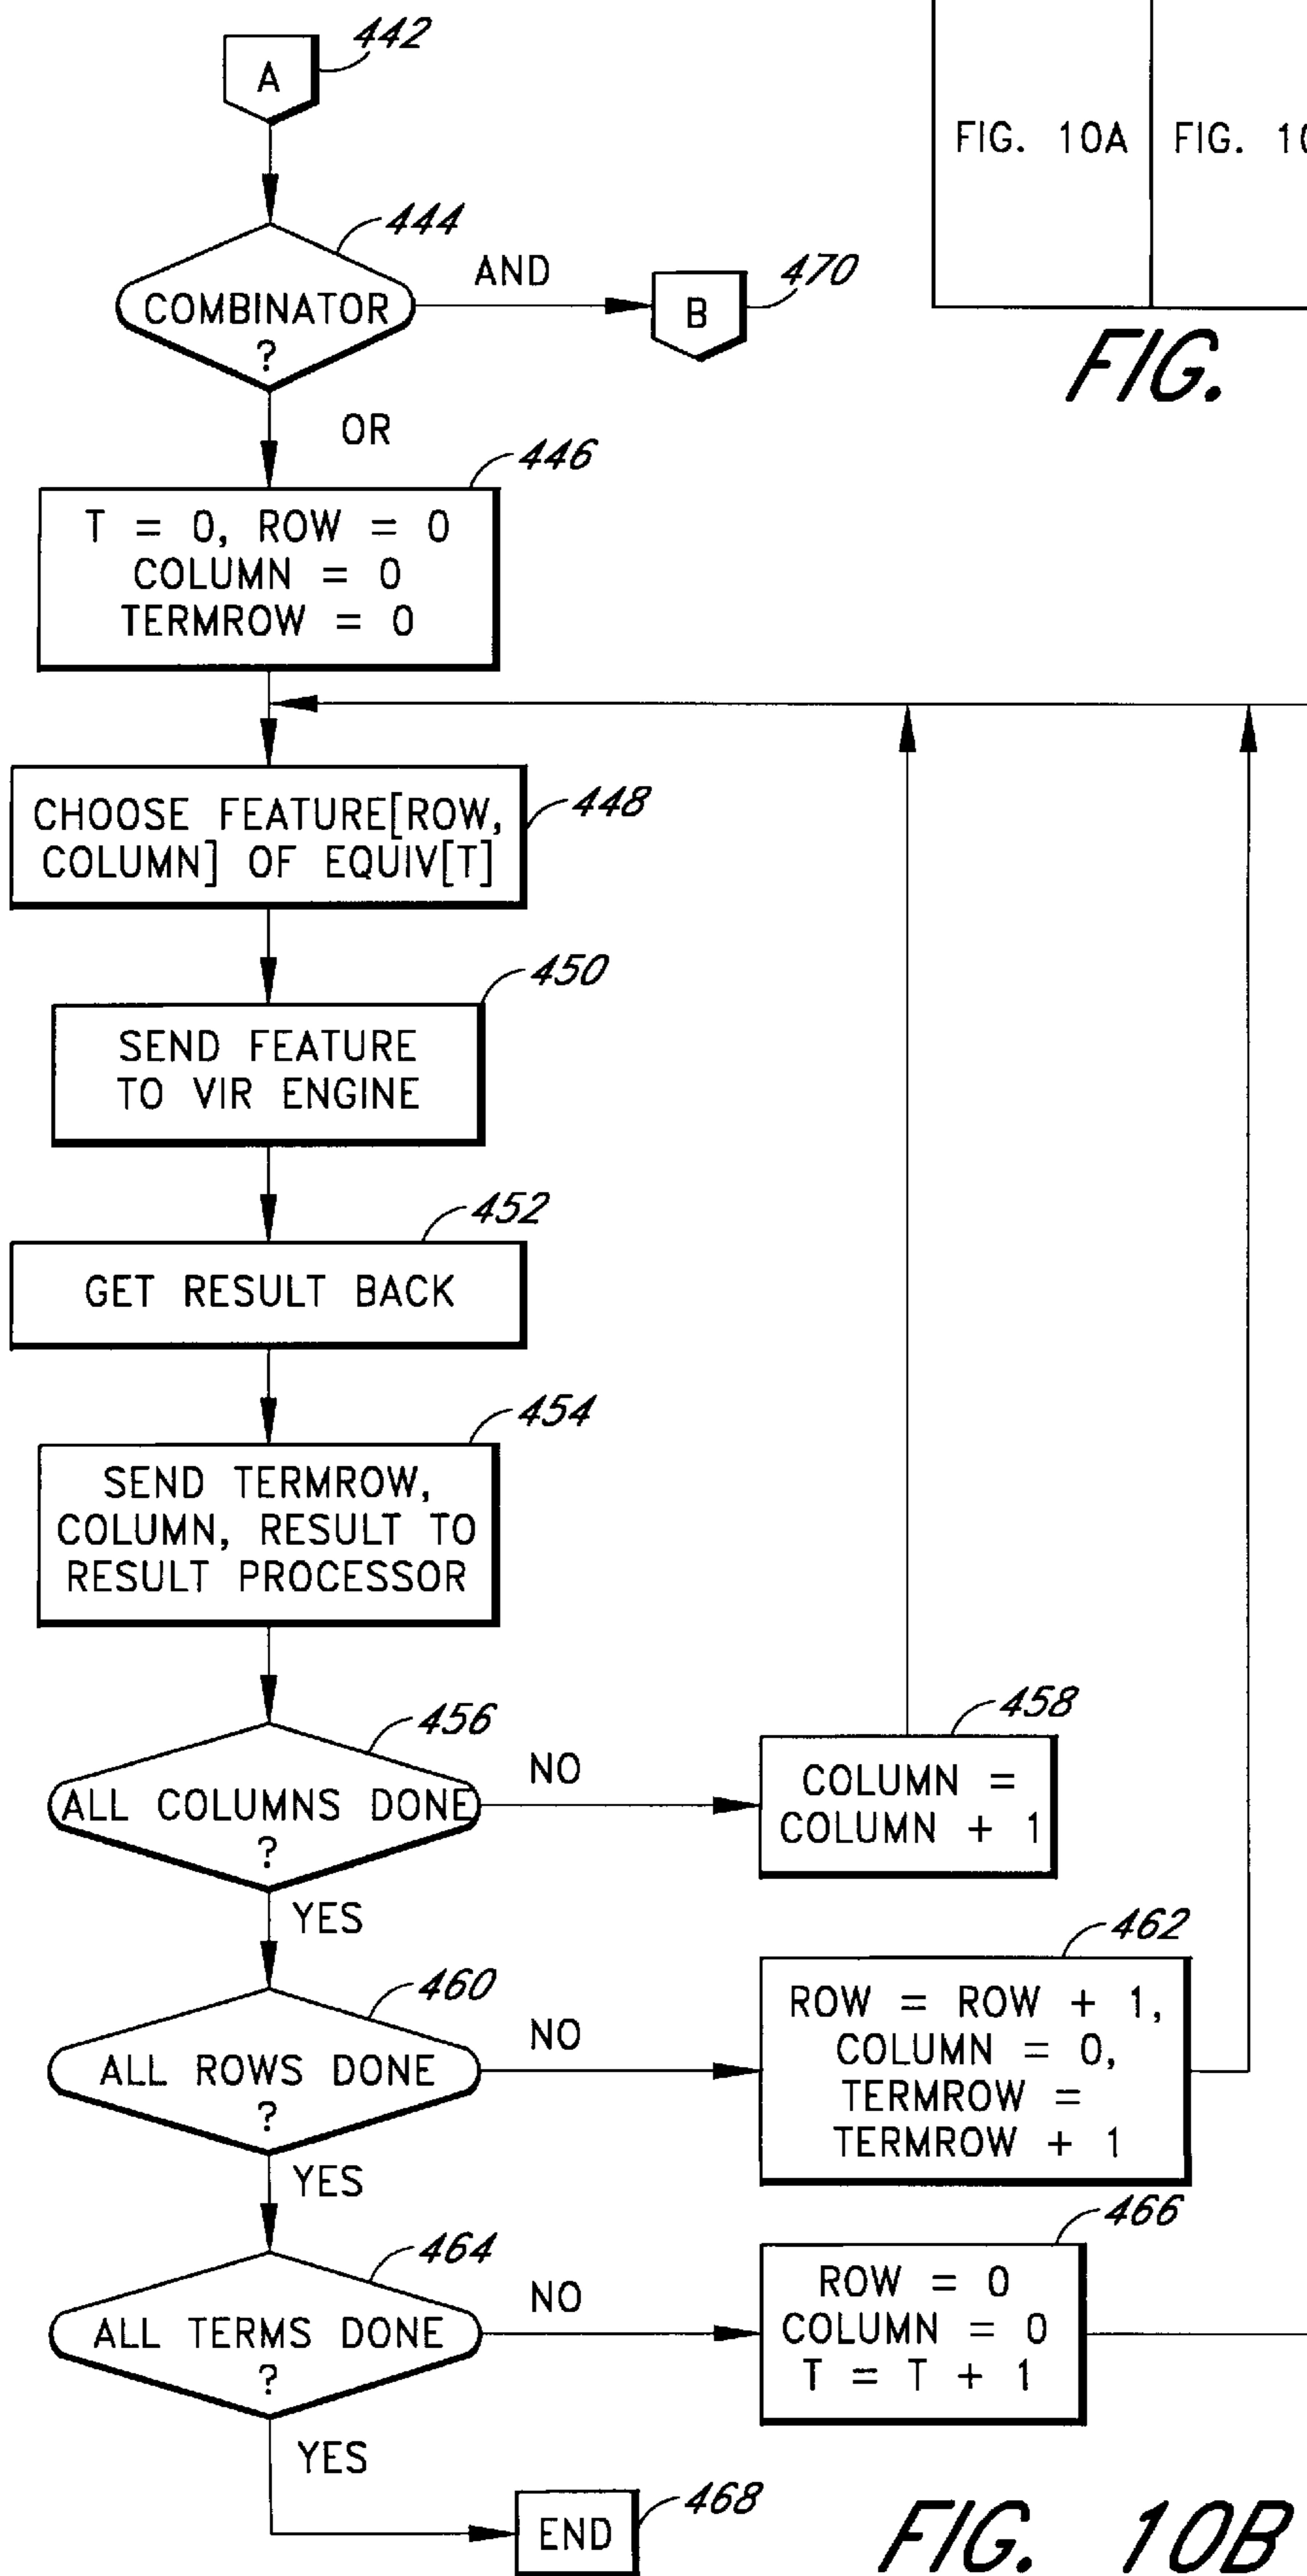 442
A
FIG. 10A
FIG. 10
FIG.
444
COMBINATOR
?
AND
470
B
OR
446
T = 0, ROW = 0
COLUMN = 0
TERMROW = 0
448
CHOOSE FEATURE[ROW,
COLUMN] OF EQUIV[T]
450
SEND FEATURE
TO VIR ENGINE
452
GET RESULT BACK
454
SEND TERMROW,
COLUMN, RESULT TO
RESULT PROCESSOR
456
ALL COLUMNS DONE
?
NO
458
COLUMN =
COLUMN + 1
YES
460
ALL ROWS DONE
?
NO
462
ROW = ROW + 1,
COLUMN = 0,
TERMROW =
TERMROW + 1
YES
464
ALL TERMS DONE
?
NO
466
ROW = 0
COLUMN = 0
T = T + 1
YES
END
468
FIG. 10B